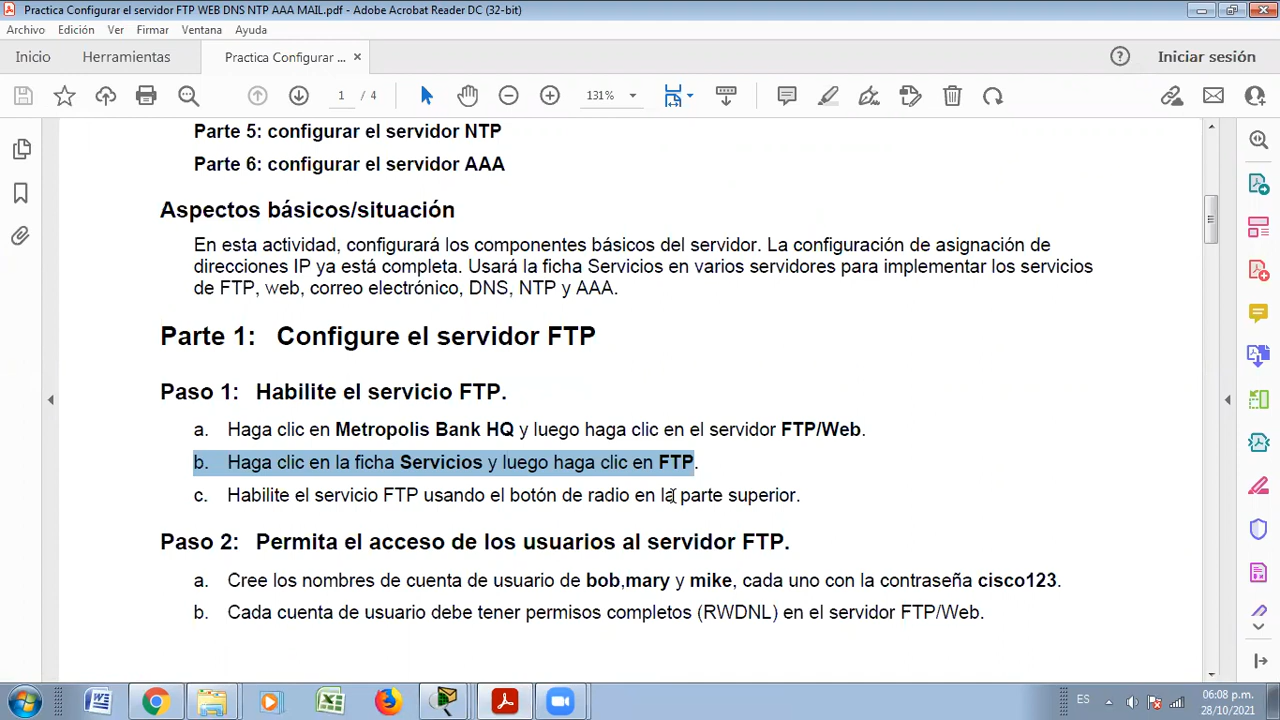 Practica Configurar el servidor FTP WEB DNS NTP AAA MAIL.pdf - Adobe Acrobat Reader DC (32-bit)
Archivo Edición Ver Firmar Ventana Ayuda
Inicio Herramientas Practica Configurar ... × Iniciar sesión
1 / 4 131%
Parte 5: configurar el servidor NTP
Parte 6: configurar el servidor AAA
Aspectos básicos/situación
En esta actividad, configurará los componentes básicos del servidor. La configuración de asignación de
direcciones IP ya está completa. Usará la ficha Servicios en varios servidores para implementar los servicios
de FTP, web, correo electrónico, DNS, NTP y AAA.
Parte 1: Configure el servidor FTP
Paso 1: Habilite el servicio FTP.
a. Haga clic en Metropolis Bank HQ y luego haga clic en el servidor FTP/Web.
b. Haga clic en la ficha Servicios y luego haga clic en FTP.
c. Habilite el servicio FTP usando el botón de radio en la parte superior.
Paso 2: Permita el acceso de los usuarios al servidor FTP.
a. Cree los nombres de cuenta de usuario de bob,mary y mike, cada uno con la contraseña cisco123.
b. Cada cuenta de usuario debe tener permisos completos (RWDNL) en el servidor FTP/Web.
ES 06:08 p.m.
28/10/2021